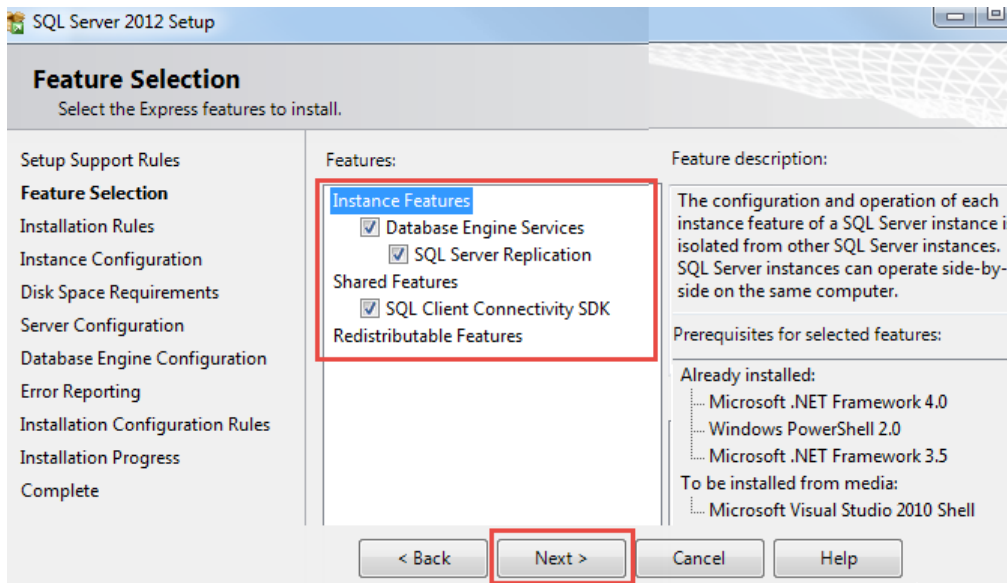 SQL Server 2012 Setup
Feature Selection
Select the Express features to install.
Setup Support Rules
Feature Selection
Installation Rules
Instance Configuration
Disk Space Requirements
Server Configuration
Database Engine Configuration
Error Reporting
Installation Configuration Rules
Installation Progress
Complete
Features:
Instance Features
Database Engine Services
SQL Server Replication
Shared Features
SQL Client Connectivity SDK
Redistributable Features
Feature description:
The configuration and operation of each
instance feature of a SQL Server instance i
isolated from other SQL Server instances.
SQL Server instances can operate side-by-
side on the same computer.
Prerequisites for selected features:
Already installed:
Microsoft .NET Framework 4.0
Windows PowerShell 2.0
Microsoft .NET Framework 3.5
To be installed from media:
Microsoft Visual Studio 2010 Shell
< Back
Next >
Cancel
Help